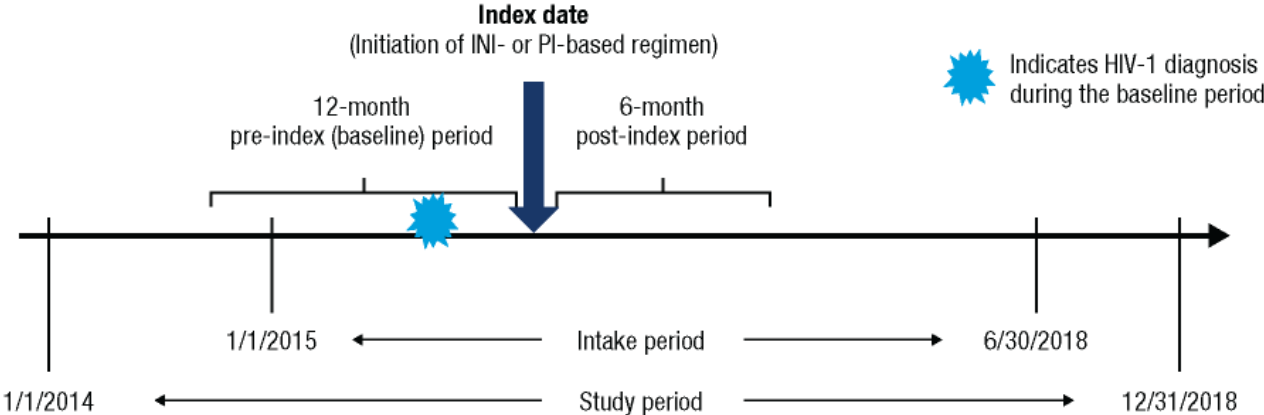 Index date
(Initiation of INI- or PI-based regimen)
Indicates HIV-1 diagnosis
during the baseline period
12-month
pre-index (baseline) period
6-month
post-index period
1/1/2015
Intake period
6/30/2018
1/1/2014
Study period
12/31/2018